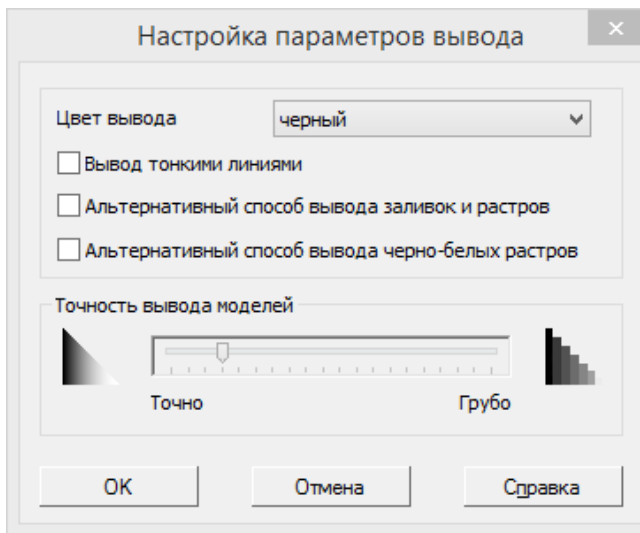 Настройка параметров вывода
Цвет вывода черный
Вывод тонкими линиями
Альтернативный способ вывода заливок и растров
Альтернативный способ вывода черно-белых растров
Точность вывода моделей
Точно Грубо
OK Отмена Справка